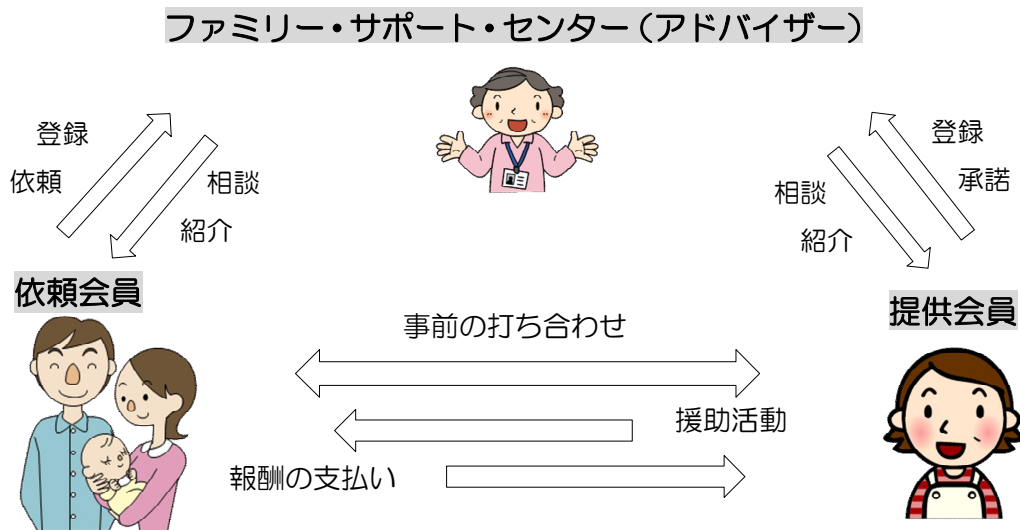 ファミリー・サポート・センター（アドバイザー）
登録
依頼
相談
紹介
登録
承諾
相談
紹介
依頼会員
提供会員
事前の打ち合わせ
援助活動
報酬の支払い